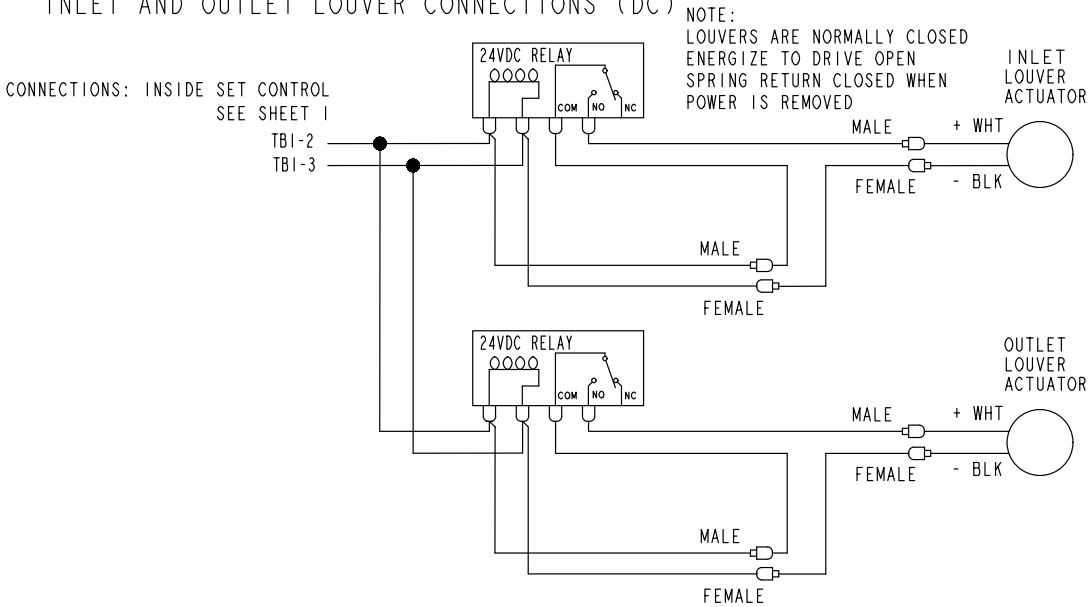 INLET AND OUTLET LOUVER CONNECTIONS (DC)
NOTE:
LOUVERS ARE NORMALLY CLOSED
ENERGIZE TO DRIVE OPEN
SPRING RETURN CLOSED WHEN
POWER IS REMOVED
INLET
LOUVER
ACTUATOR
24VDC RELAY
COM NO NC
CONNECTIONS: INSIDE SET CONTROL
SEE SHEET 1
TB1-2
TB1-3
MALE + WHT
FEMALE - BLK
MALE
FEMALE
24VDC RELAY
COM NO NC
OUTLET
LOUVER
ACTUATOR
MALE + WHT
FEMALE - BLK
MALE
FEMALE